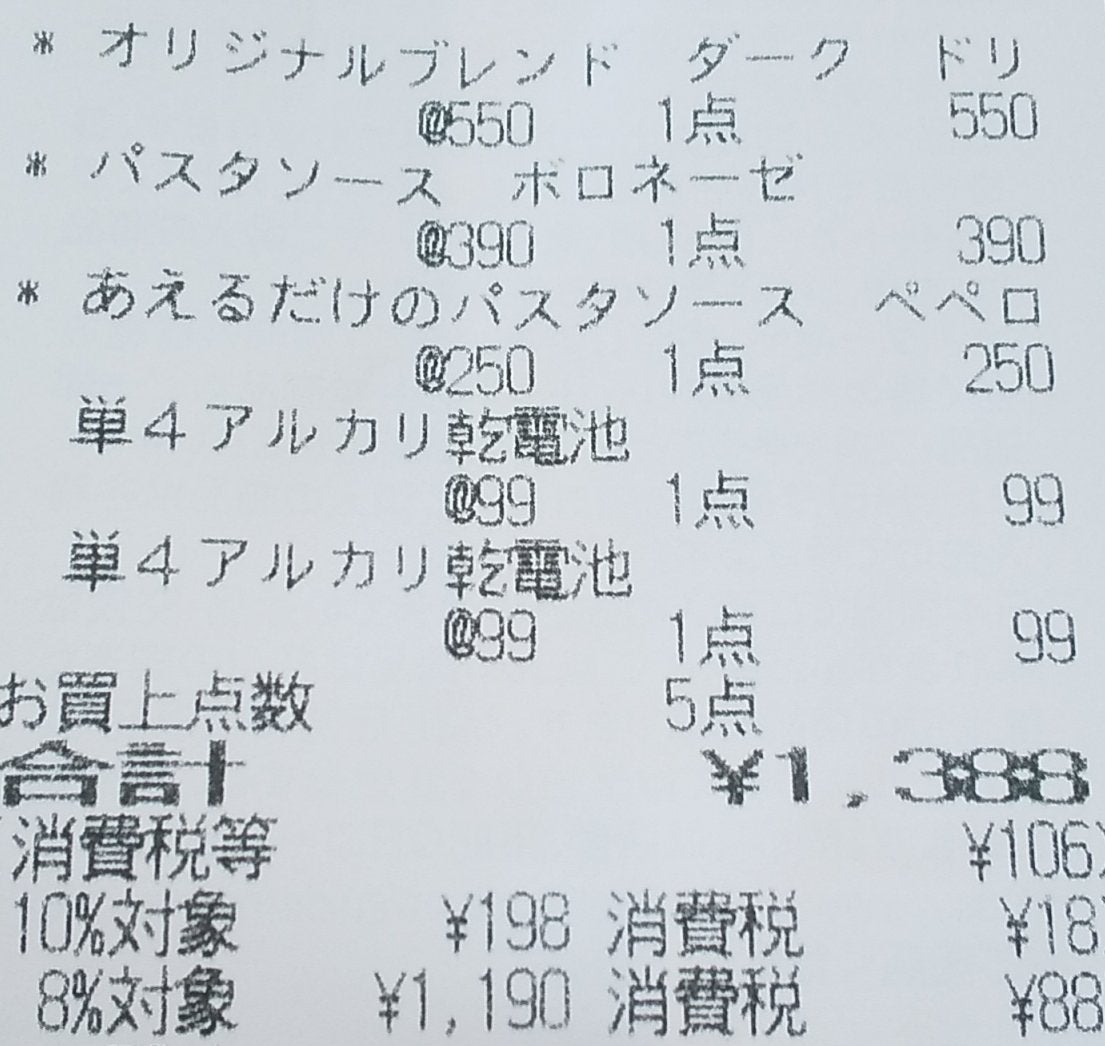 * オリジナルブレンド ダーク ドリ
@550 1点 550
* パスタソース ボロネーゼ
@390 1点 390
* あえるだけのパスタソース ペペロ
@250 1点 250
単4アルカリ乾電池
@99 1点 99
単4アルカリ乾電池
@99 1点 99
お買上点数 5点
合計 ¥1,388
消費税等 ¥106
10%対象 ¥198 消費税 ¥18
8%対象 ¥1,190 消費税 ¥88